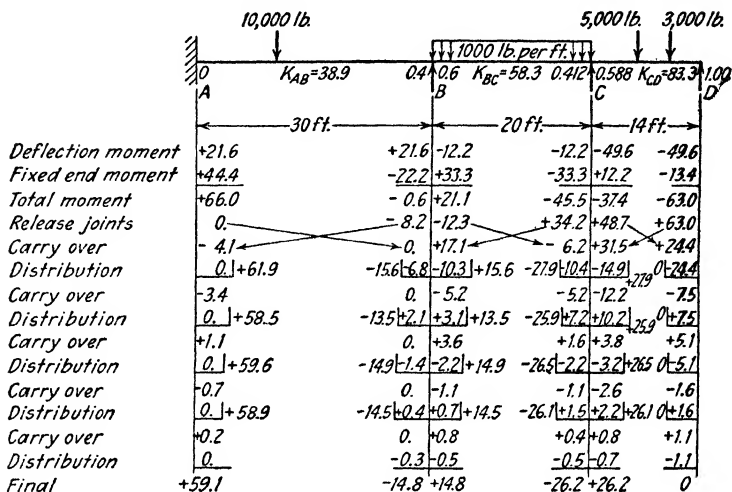 10,000 lb. 5,000 lb. 3,000 lb.
1000 lb. per ft.
0 K_AB=38.9 0.4 0.6 K_BC=58.3 0.412 0.588 K_CD=83.3 1.00
A B C D
30 ft. 20 ft. 14 ft.
Deflection moment +21.6 +21.6 -12.2 -12.2 -49.6 -49.6
Fixed end moment +44.4 -22.2 +33.3 -33.3 +12.2 -13.4
Total moment +66.0 -0.6 +21.1 -45.5 -37.4 -63.0
Release joints 0. -8.2 -12.3 +34.2 +48.7 +63.0
Carry over -4.1 0. +17.1 -6.2 +31.5 +24.4
Distribution 0. +61.9 -15.6 -6.8 -10.3 +15.6 -27.9 -10.4 -14.9 +27.9 0 -24.4
Carry over -3.4 0. -5.2 -5.2 -12.2 -7.5
Distribution 0. +58.5 -13.5 +2.1 +3.1 +13.5 -25.9 +7.2 +10.2 +25.9 0 +7.5
Carry over +1.1 0. +3.6 +1.6 +3.8 +5.1
Distribution 0. +59.6 -14.9 -1.4 -2.2 +14.9 -26.5 -2.2 -3.2 +26.5 0 -5.1
Carry over -0.7 0. -1.1 -1.1 -2.6 -1.6
Distribution 0. +58.9 -14.5 +0.4 +0.7 +14.5 -26.1 +1.5 +2.2 +26.1 0 +1.6
Carry over +0.2 0. +0.8 +0.4 +0.8 +1.1
Distribution 0. -0.3 -0.5 -0.5 -0.7 -1.1
Final +59.1 -14.8 +14.8 -26.2 +26.2 0